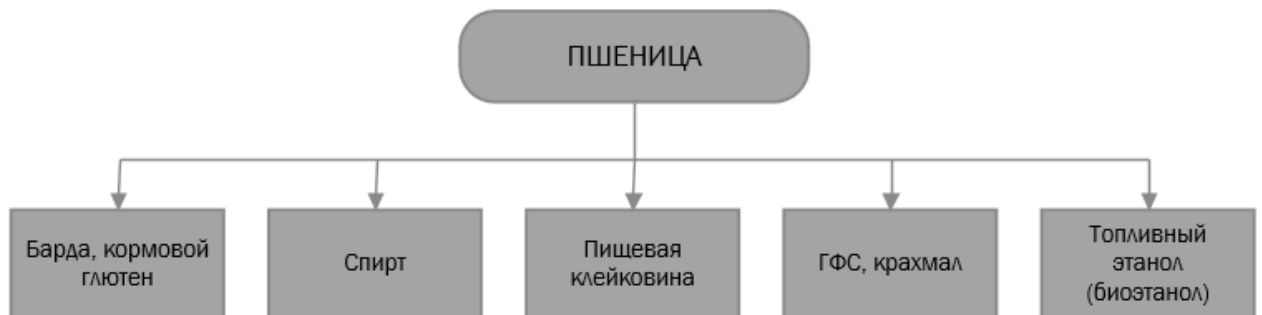 ПШЕНИЦА
Барда, кормовой
глютен
Спирт
Пищевая
клейковина
ГФС, крахмал
Топливный
этанол
(биоэтанол)